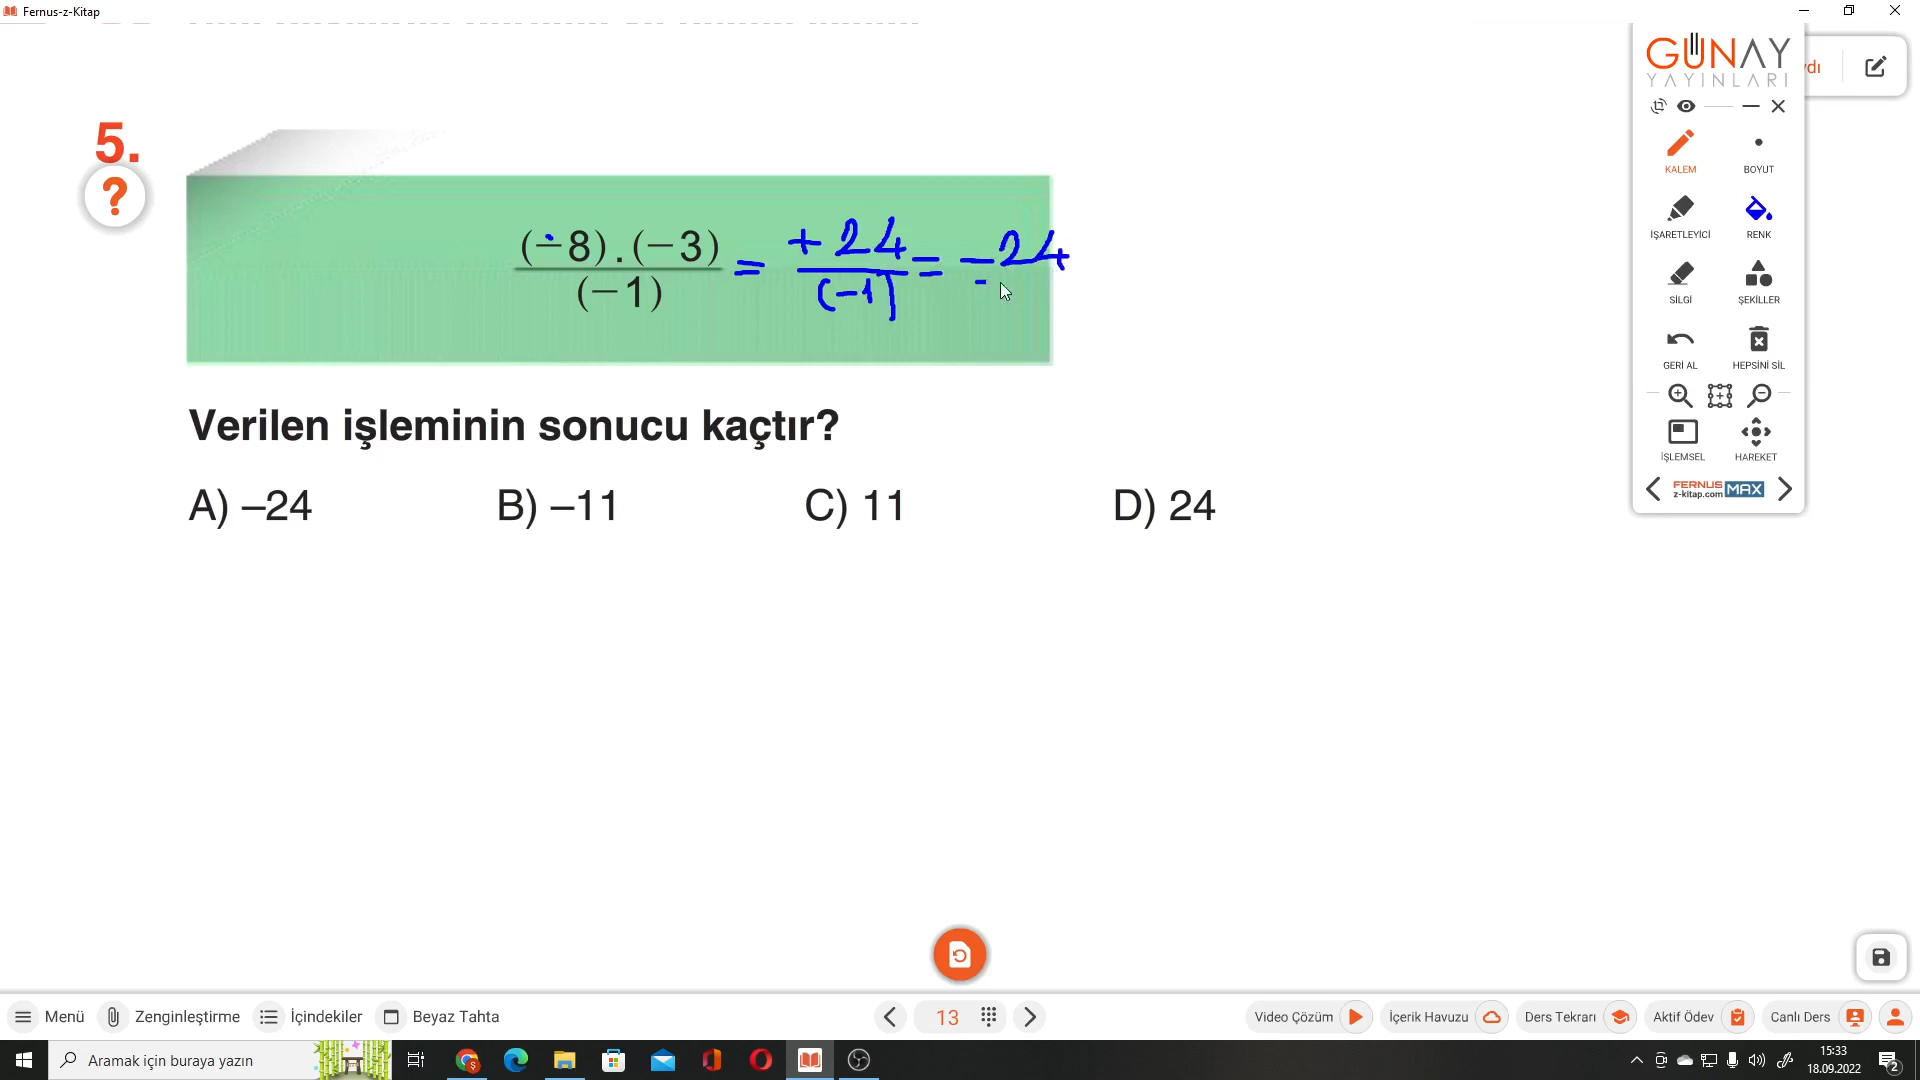 Fernus-z-Kitap
GÜNAY
YAYINLARI
KALEM
BOYUT
İŞARETLEYİCİ
RENK
SİLGİ
ŞEKİLLER
GERİ AL
HEPSİNİ SİL
İŞLEMSEL
HAREKET
FERNUS
z-kitap.com MAX
5.
?
(−8) . (−3) = +24 = −24
(−1) (−1)
Verilen işleminin sonucu kaçtır?
A) –24 B) –11 C) 11 D) 24
Menü Zenginleştirme İçindekiler Beyaz Tahta 13 Video Çözüm İçerik Havuzu Ders Tekrarı Aktif Ödev Canlı Ders
Aramak için buraya yazın
15:33
18.09.2022
2